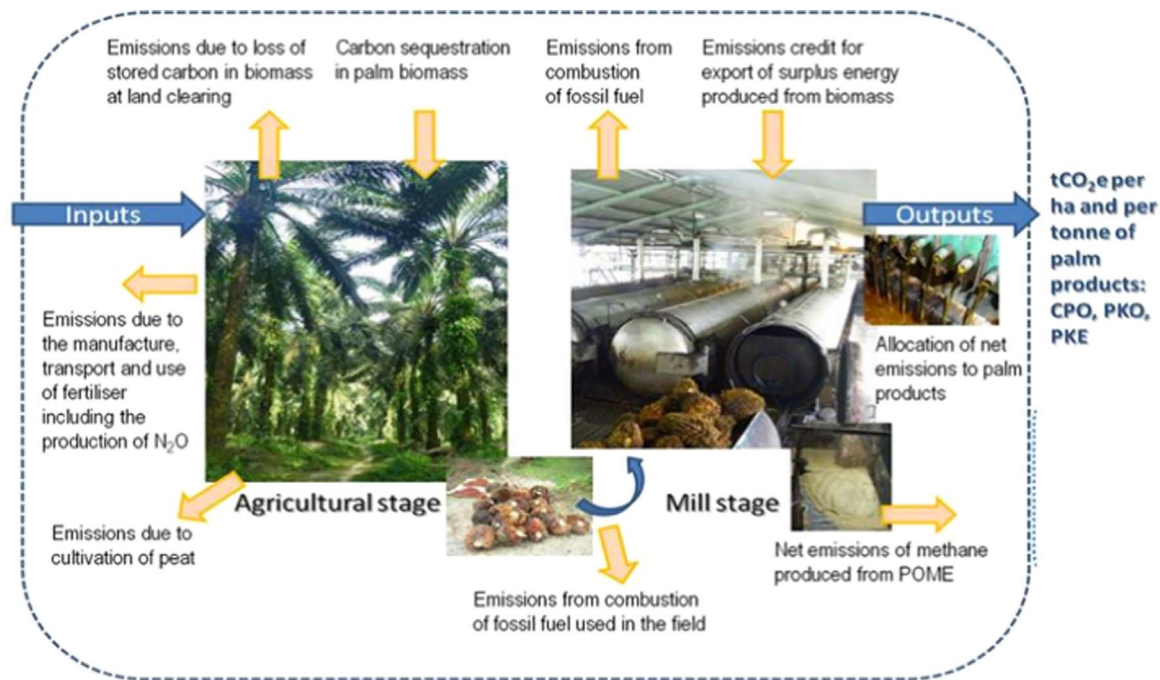 Emissions due to loss of
stored carbon in biomass
at land clearing
Carbon sequestration
in palm biomass
Emissions from
combustion
of fossil fuel
Emissions credit for
export of surplus energy
produced from biomass
Inputs
Outputs
tCO₂e per
ha and per
tonne of
palm
products:
CPO, PKO,
PKE
Emissions due to
the manufacture,
transport and use
of fertiliser
including the
production of N₂O
Allocation of net
emissions to palm
products
Agricultural stage
Mill stage
Emissions due to
cultivation of peat
Net emissions of methane
produced from POME
Emissions from combustion
of fossil fuel used in the field